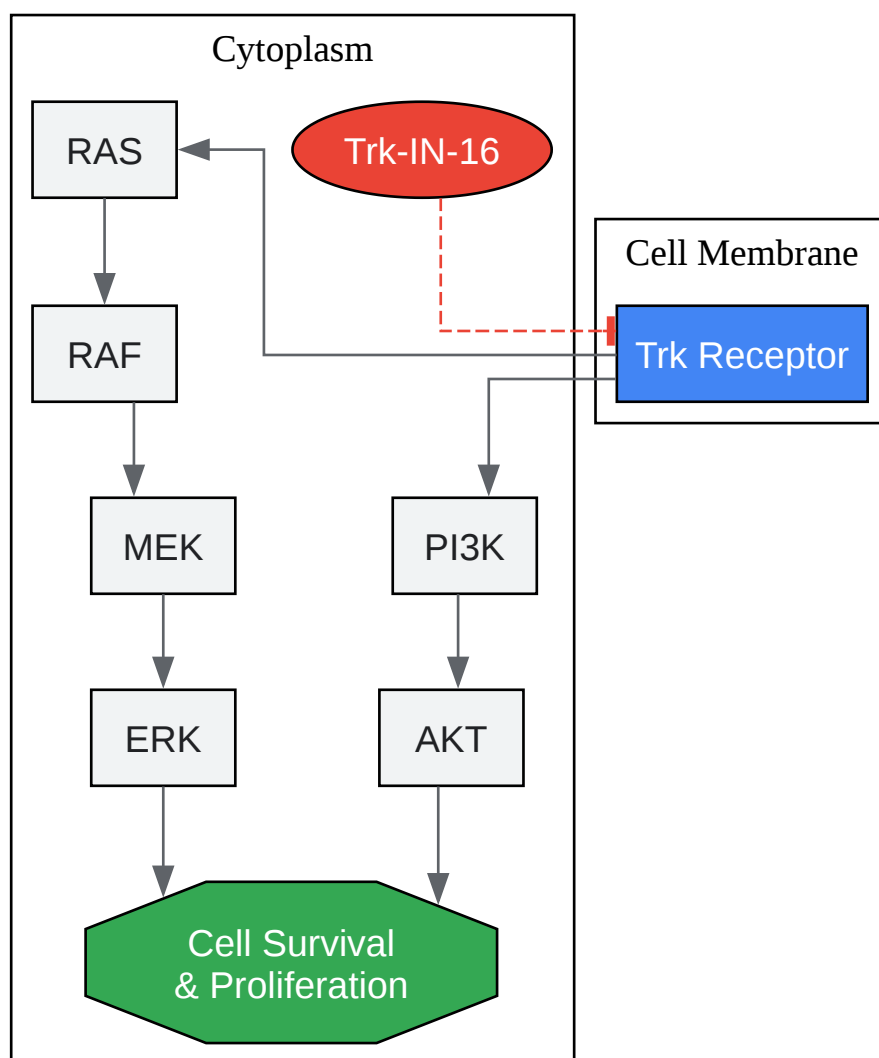 Cytoplasm
RAS
Trk-IN-16
Cell Membrane
RAF
Trk Receptor
MEK
PI3K
ERK
AKT
Cell Survival
& Proliferation